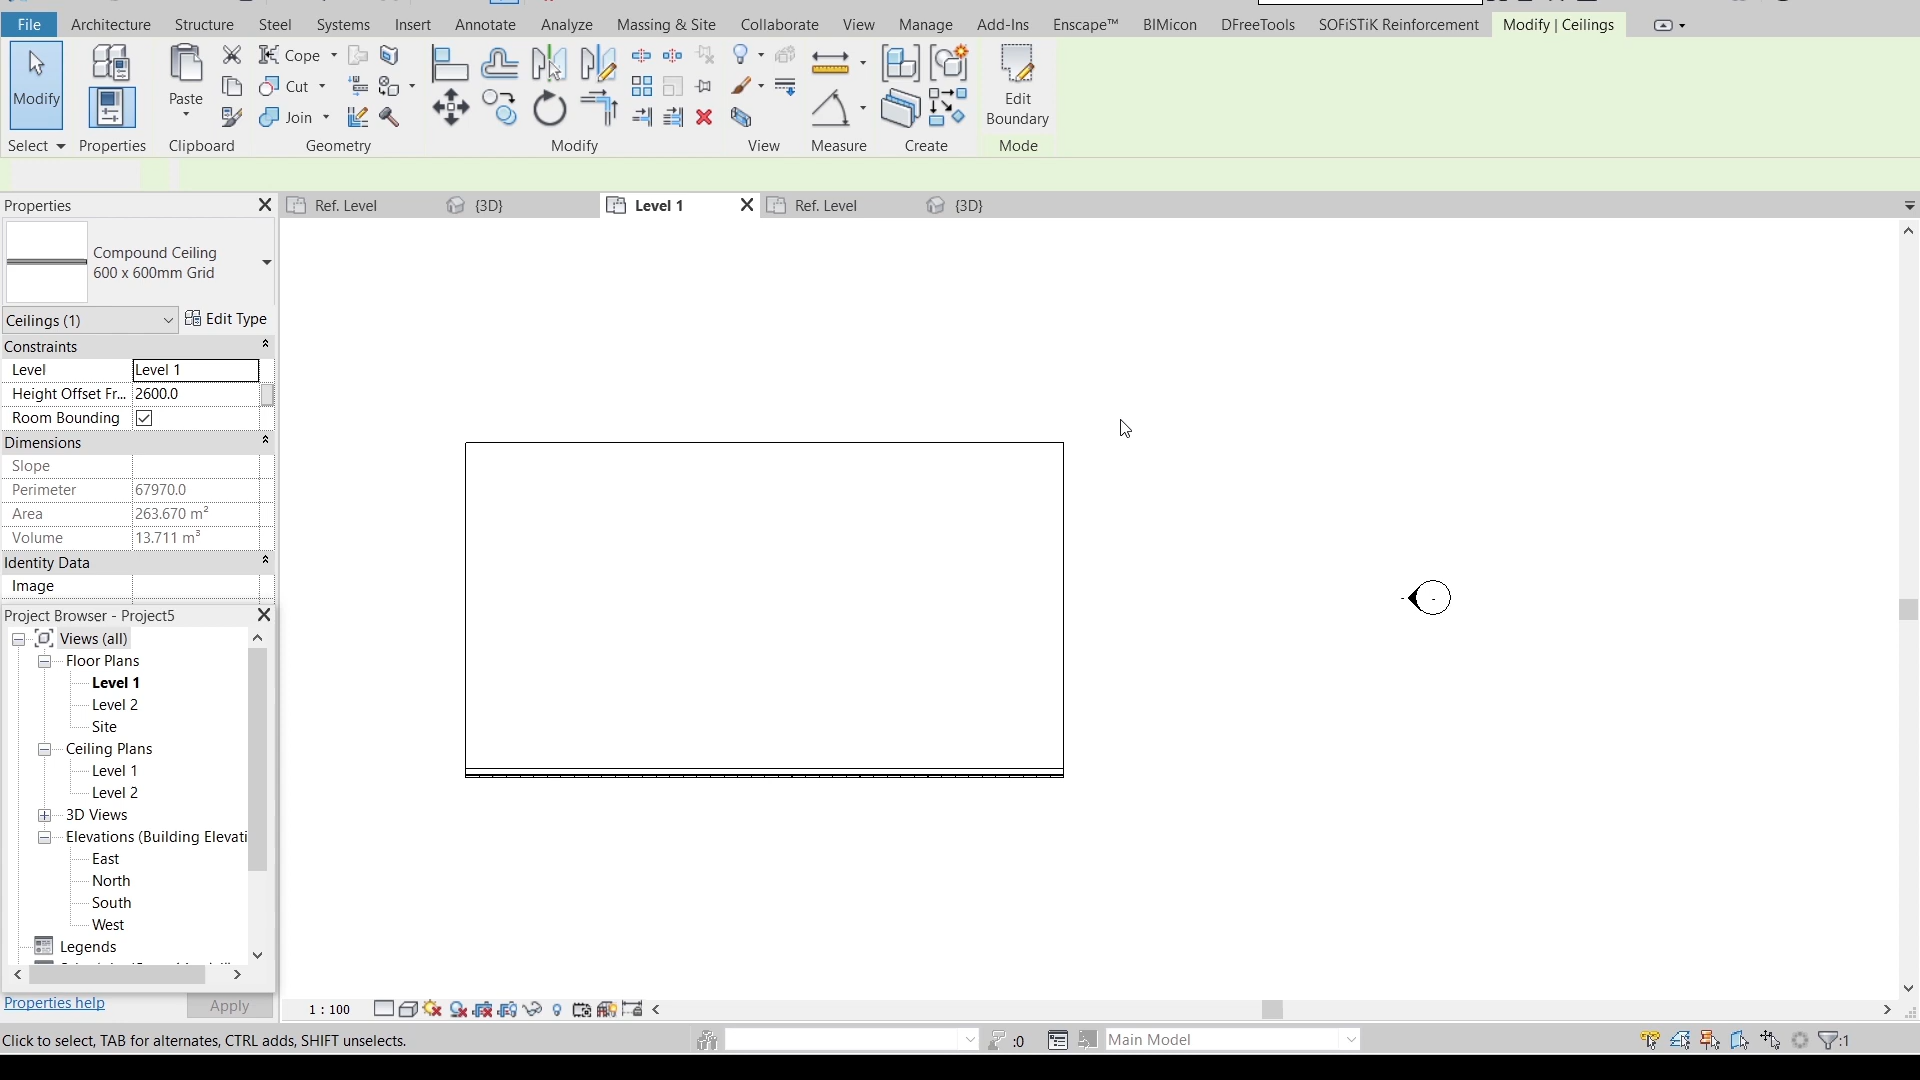 File Architecture Structure Steel Systems Insert Annotate Analyze Massing & Site Collaborate View Manage Add-Ins Enscape™ BIMicon DFreeTools SOFiSTiK Reinforcement Modify | Ceilings
Modify Paste Cope Cut Join Edit Boundary
Select Properties Clipboard Geometry Modify View Measure Create Mode
Properties
Ref. Level {3D} Level 1 Ref. Level {3D}
Compound Ceiling
600 x 600mm Grid
Ceilings (1) Edit Type
Constraints
Level Level 1
Height Offset Fr... 2600.0
Room Bounding
Dimensions
Slope
Perimeter 67970.0
Area 263.670 m²
Volume 13.711 m³
Identity Data
Image
Project Browser - Project5
Views (all)
Floor Plans
Level 1
Level 2
Site
Ceiling Plans
Level 1
Level 2
3D Views
Elevations (Building Elevati
East
North
South
West
Legends
Properties help Apply
1 : 100
Click to select, TAB for alternates, CTRL adds, SHIFT unselects.
:0 Main Model :1